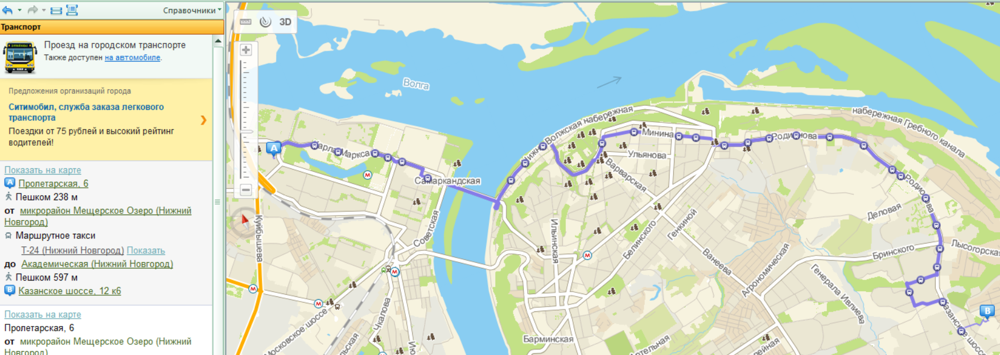 Справочники
Транспорт
Проезд на городском транспорте
Также доступен на автомобиле.
Предложения организаций города
Ситимобил, служба заказа легкового
транспорта
Поездки от 75 рублей и высокий рейтинг
водителей!
Показать на карте
A Пролетарская, 6
Пешком 238 м
от микрорайон Мещерское Озеро (Нижний
Новгород)
Маршрутное такси
Т-24 (Нижний Новгород) Показать
до Академическая (Нижний Новгород)
Пешком 597 м
B Казанское шоссе, 12 к6
Показать на карте
Пролетарская, 6
от микрорайон Мещерское Озеро (Нижний
Новгород)
3D
Волга
Волжская набережная
набережная Гребного канала
A
Карла Маркса
Минина
Родионова
Ульянова
Варварская
М
Самаркандская
Родионова
Деловая
Куйбышева
Советская
Ильинская
Белинского
Генкиной
Ванеева
Бринского
Лысогорская
М
М
М
М
Агрономическая
Генерала Ивлиева
Московское шоссе
Чкалова
Казанское шоссе
B
Барминская